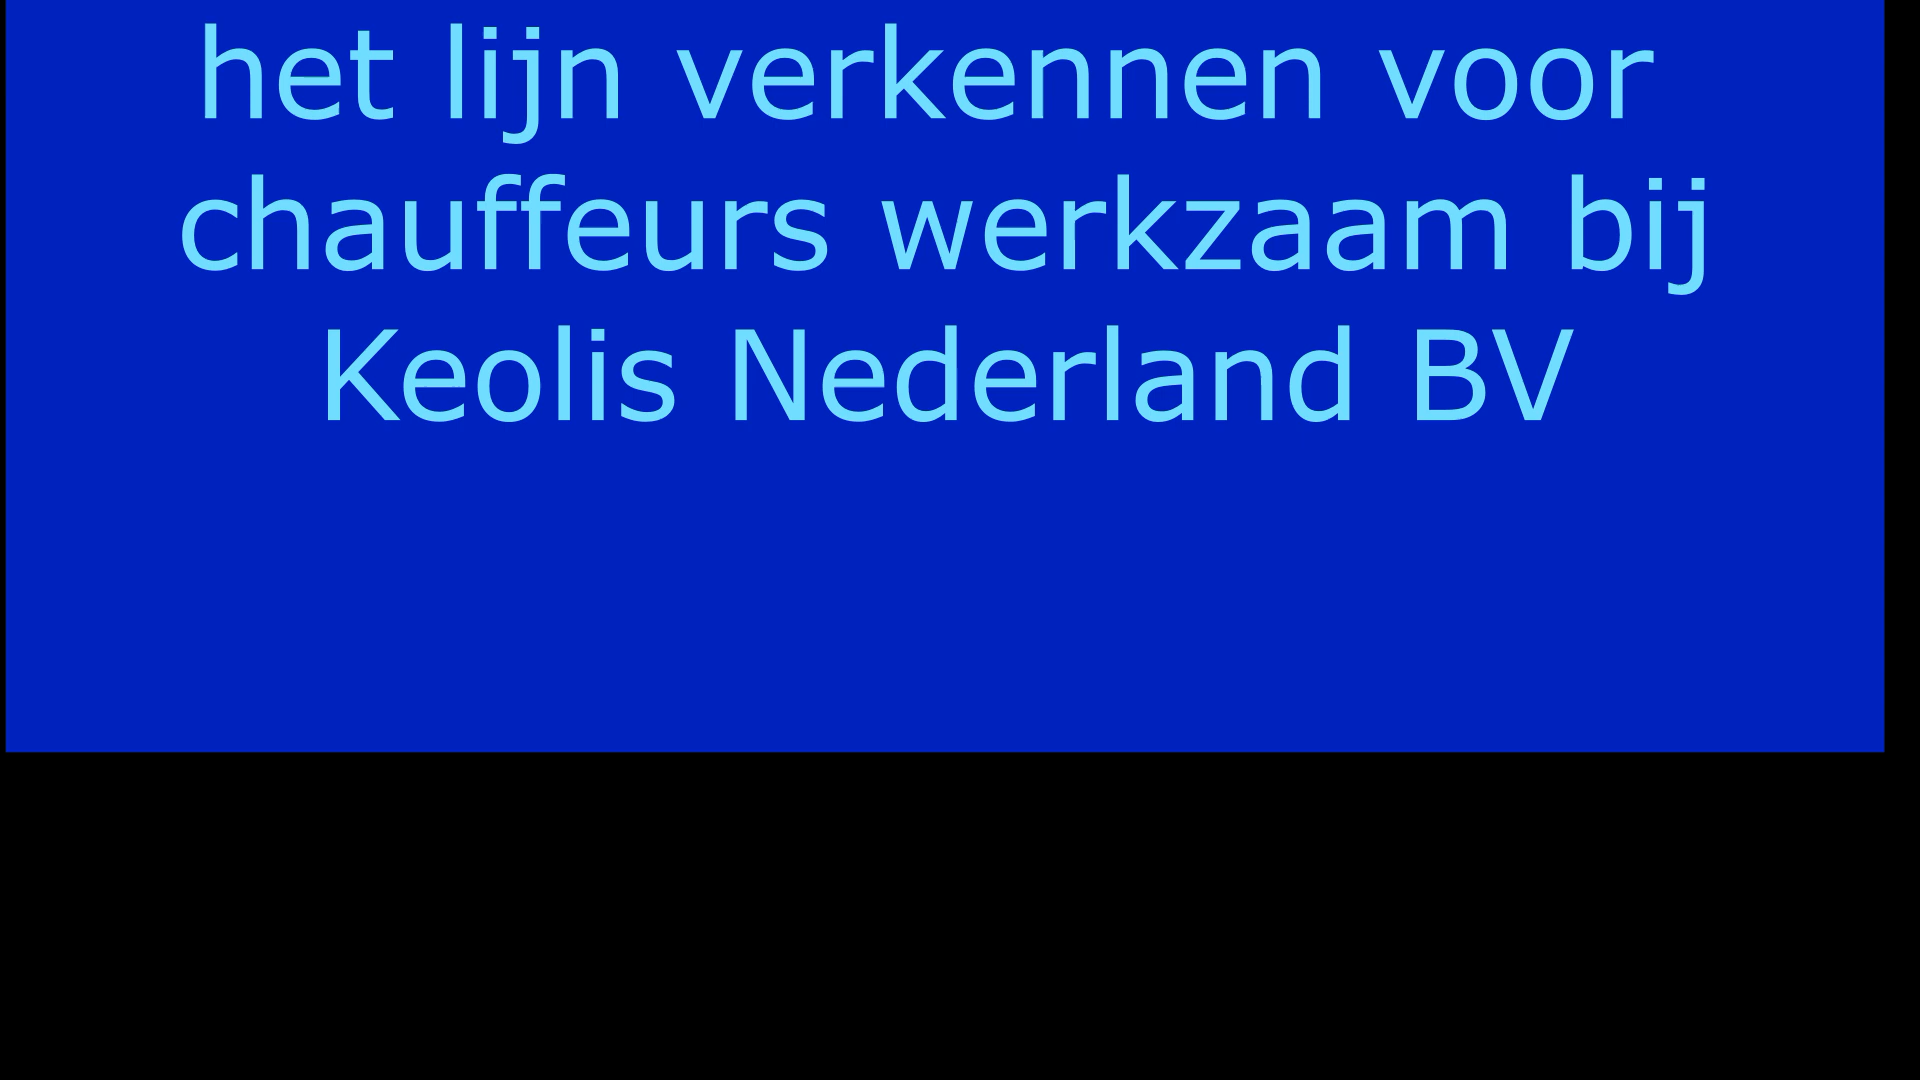 het lijn verkennen voor
chauffeurs werkzaam bij
Keolis Nederland BV